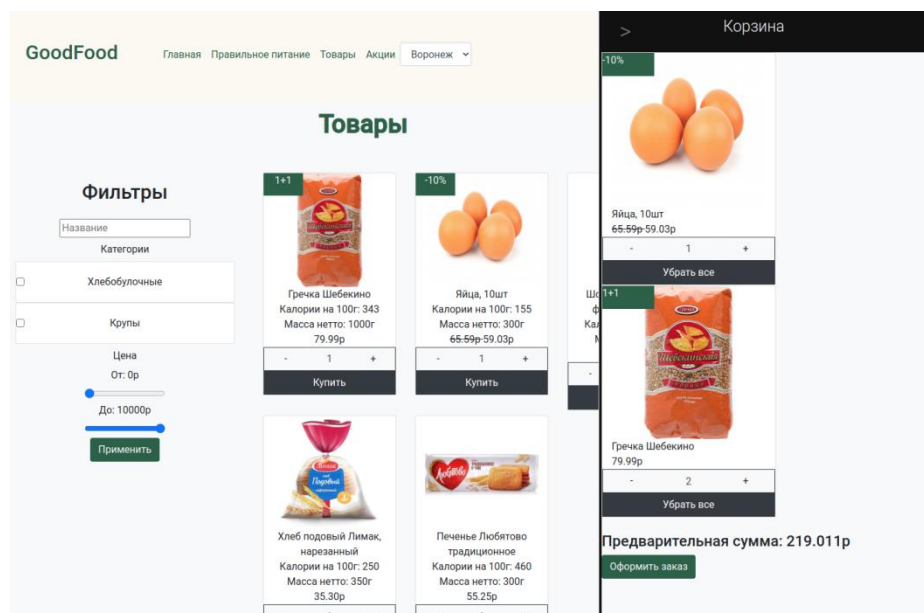 GoodFood
Главная Правильное питание Товары Акции Воронеж
Товары
Фильтры
Название
Категории
Хлебобулочные
Крупы
Цена
От: 0р
До: 10000р
Применить
1+1
Гречка Шебекино
Калории на 100г: 343
Масса нетто: 1000г
79.99р
- 1 +
Купить
-10%
Яйца, 10шт
Калории на 100г: 155
Масса нетто: 300г
65.59р 59.03р
- 1 +
Купить
-
Хлеб подовый Лимак,
нарезанный
Калории на 100г: 250
Масса нетто: 350г
35.30р
Любятово
Печенье Любятово
традиционное
Калории на 100г: 460
Масса нетто: 300г
55.25р
> Корзина
-10%
Яйца, 10шт
65.59р 59.03р
- 1 +
Убрать все
1+1
Шебекинская
Гречка Шебекино
79.99р
- 2 +
Убрать все
Предварительная сумма: 219.011р
Оформить заказ